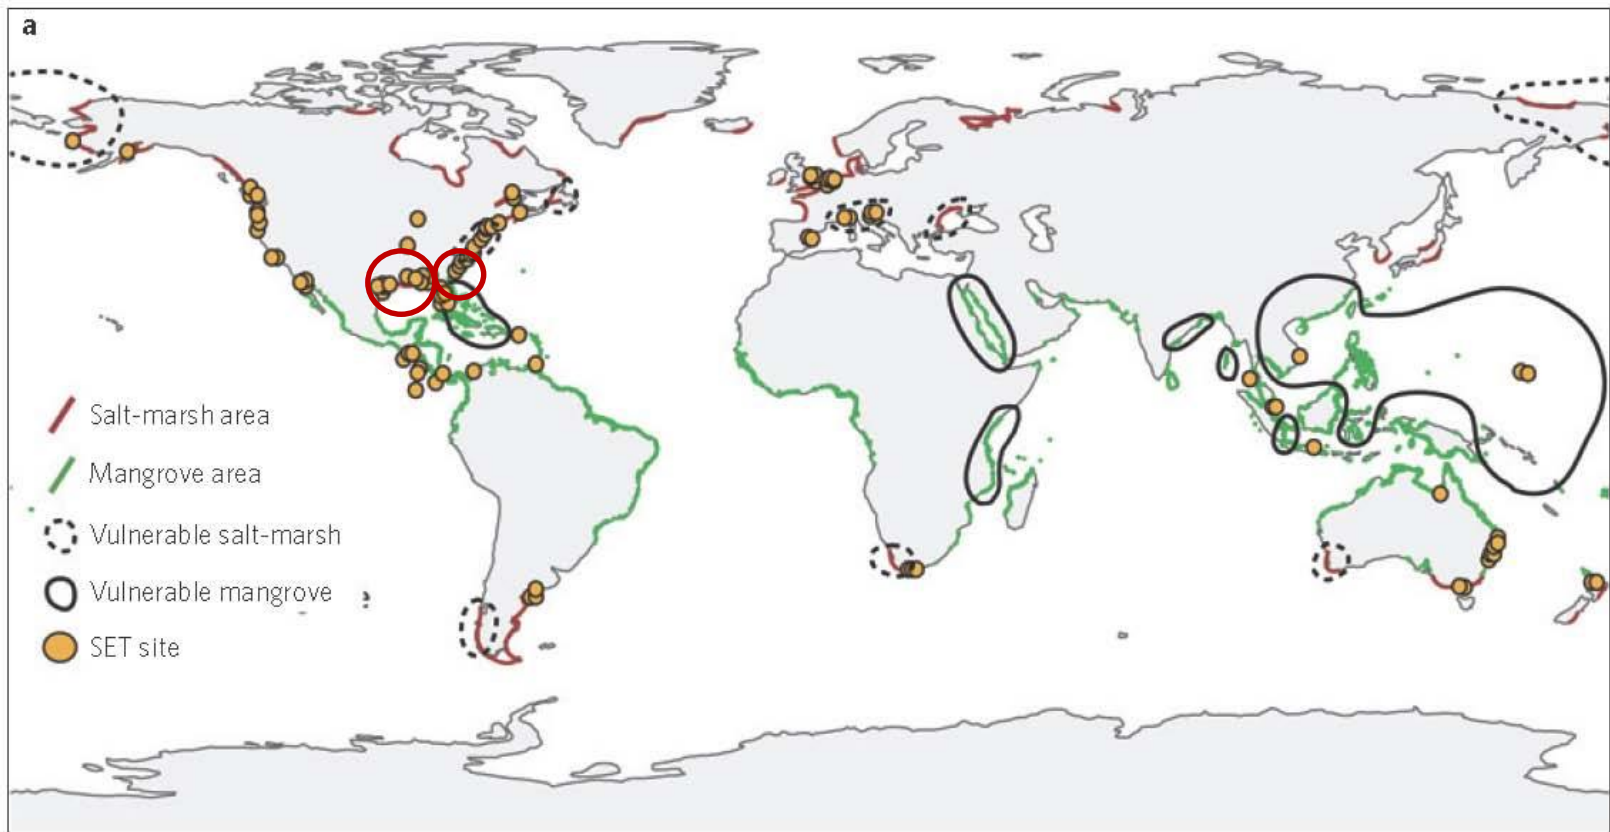 a
Salt-marsh area
Mangrove area
Vulnerable salt-marsh
Vulnerable mangrove
SET site